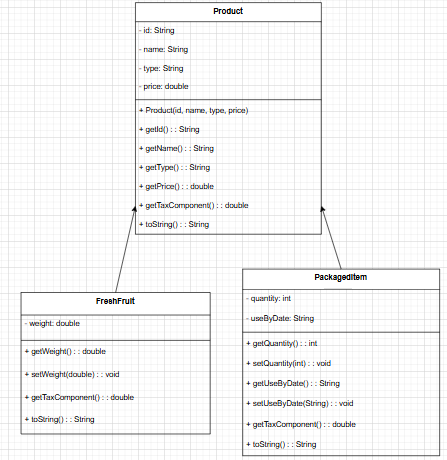 Product
- id: String
- name: String
- type: String
- price: double
+ Product(id, name, type, price)
+ getId() : : String
+ getName() : : String
+ getType() : : String
+ getPrice() : : double
+ getTaxComponent() : : double
+ toString() : : String
FreshFruit
- weight: double
+ getWeight() : : double
+ setWeight(double) : : void
+ getTaxComponent() : : double
+ toString() : : String
PackagedItem
- quantity: int
- useByDate: String
+ getQuantity() : : int
+ setQuantity(int) : : void
+ getUseByDate() : : String
+ setUseByDate(String) : : void
+ getTaxComponent() : : double
+ toString() : : String